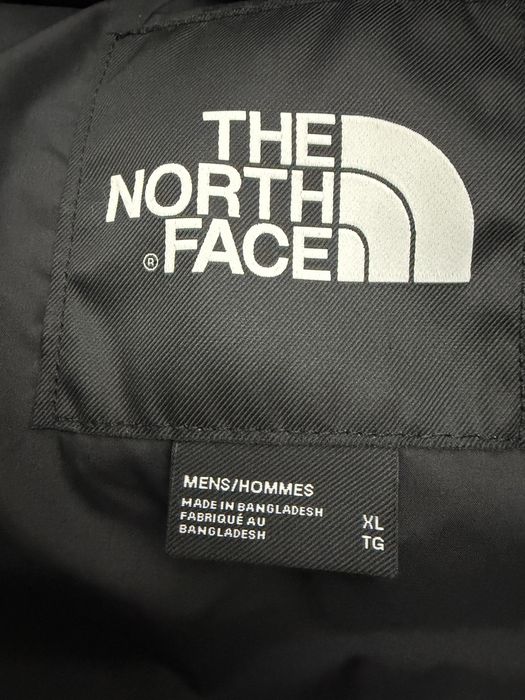 THE
NORTH
® FACE
MENS/HOMMES
MADE IN BANGLADESH
FABRIQUÉ AU
BANGLADESH
XL
TG